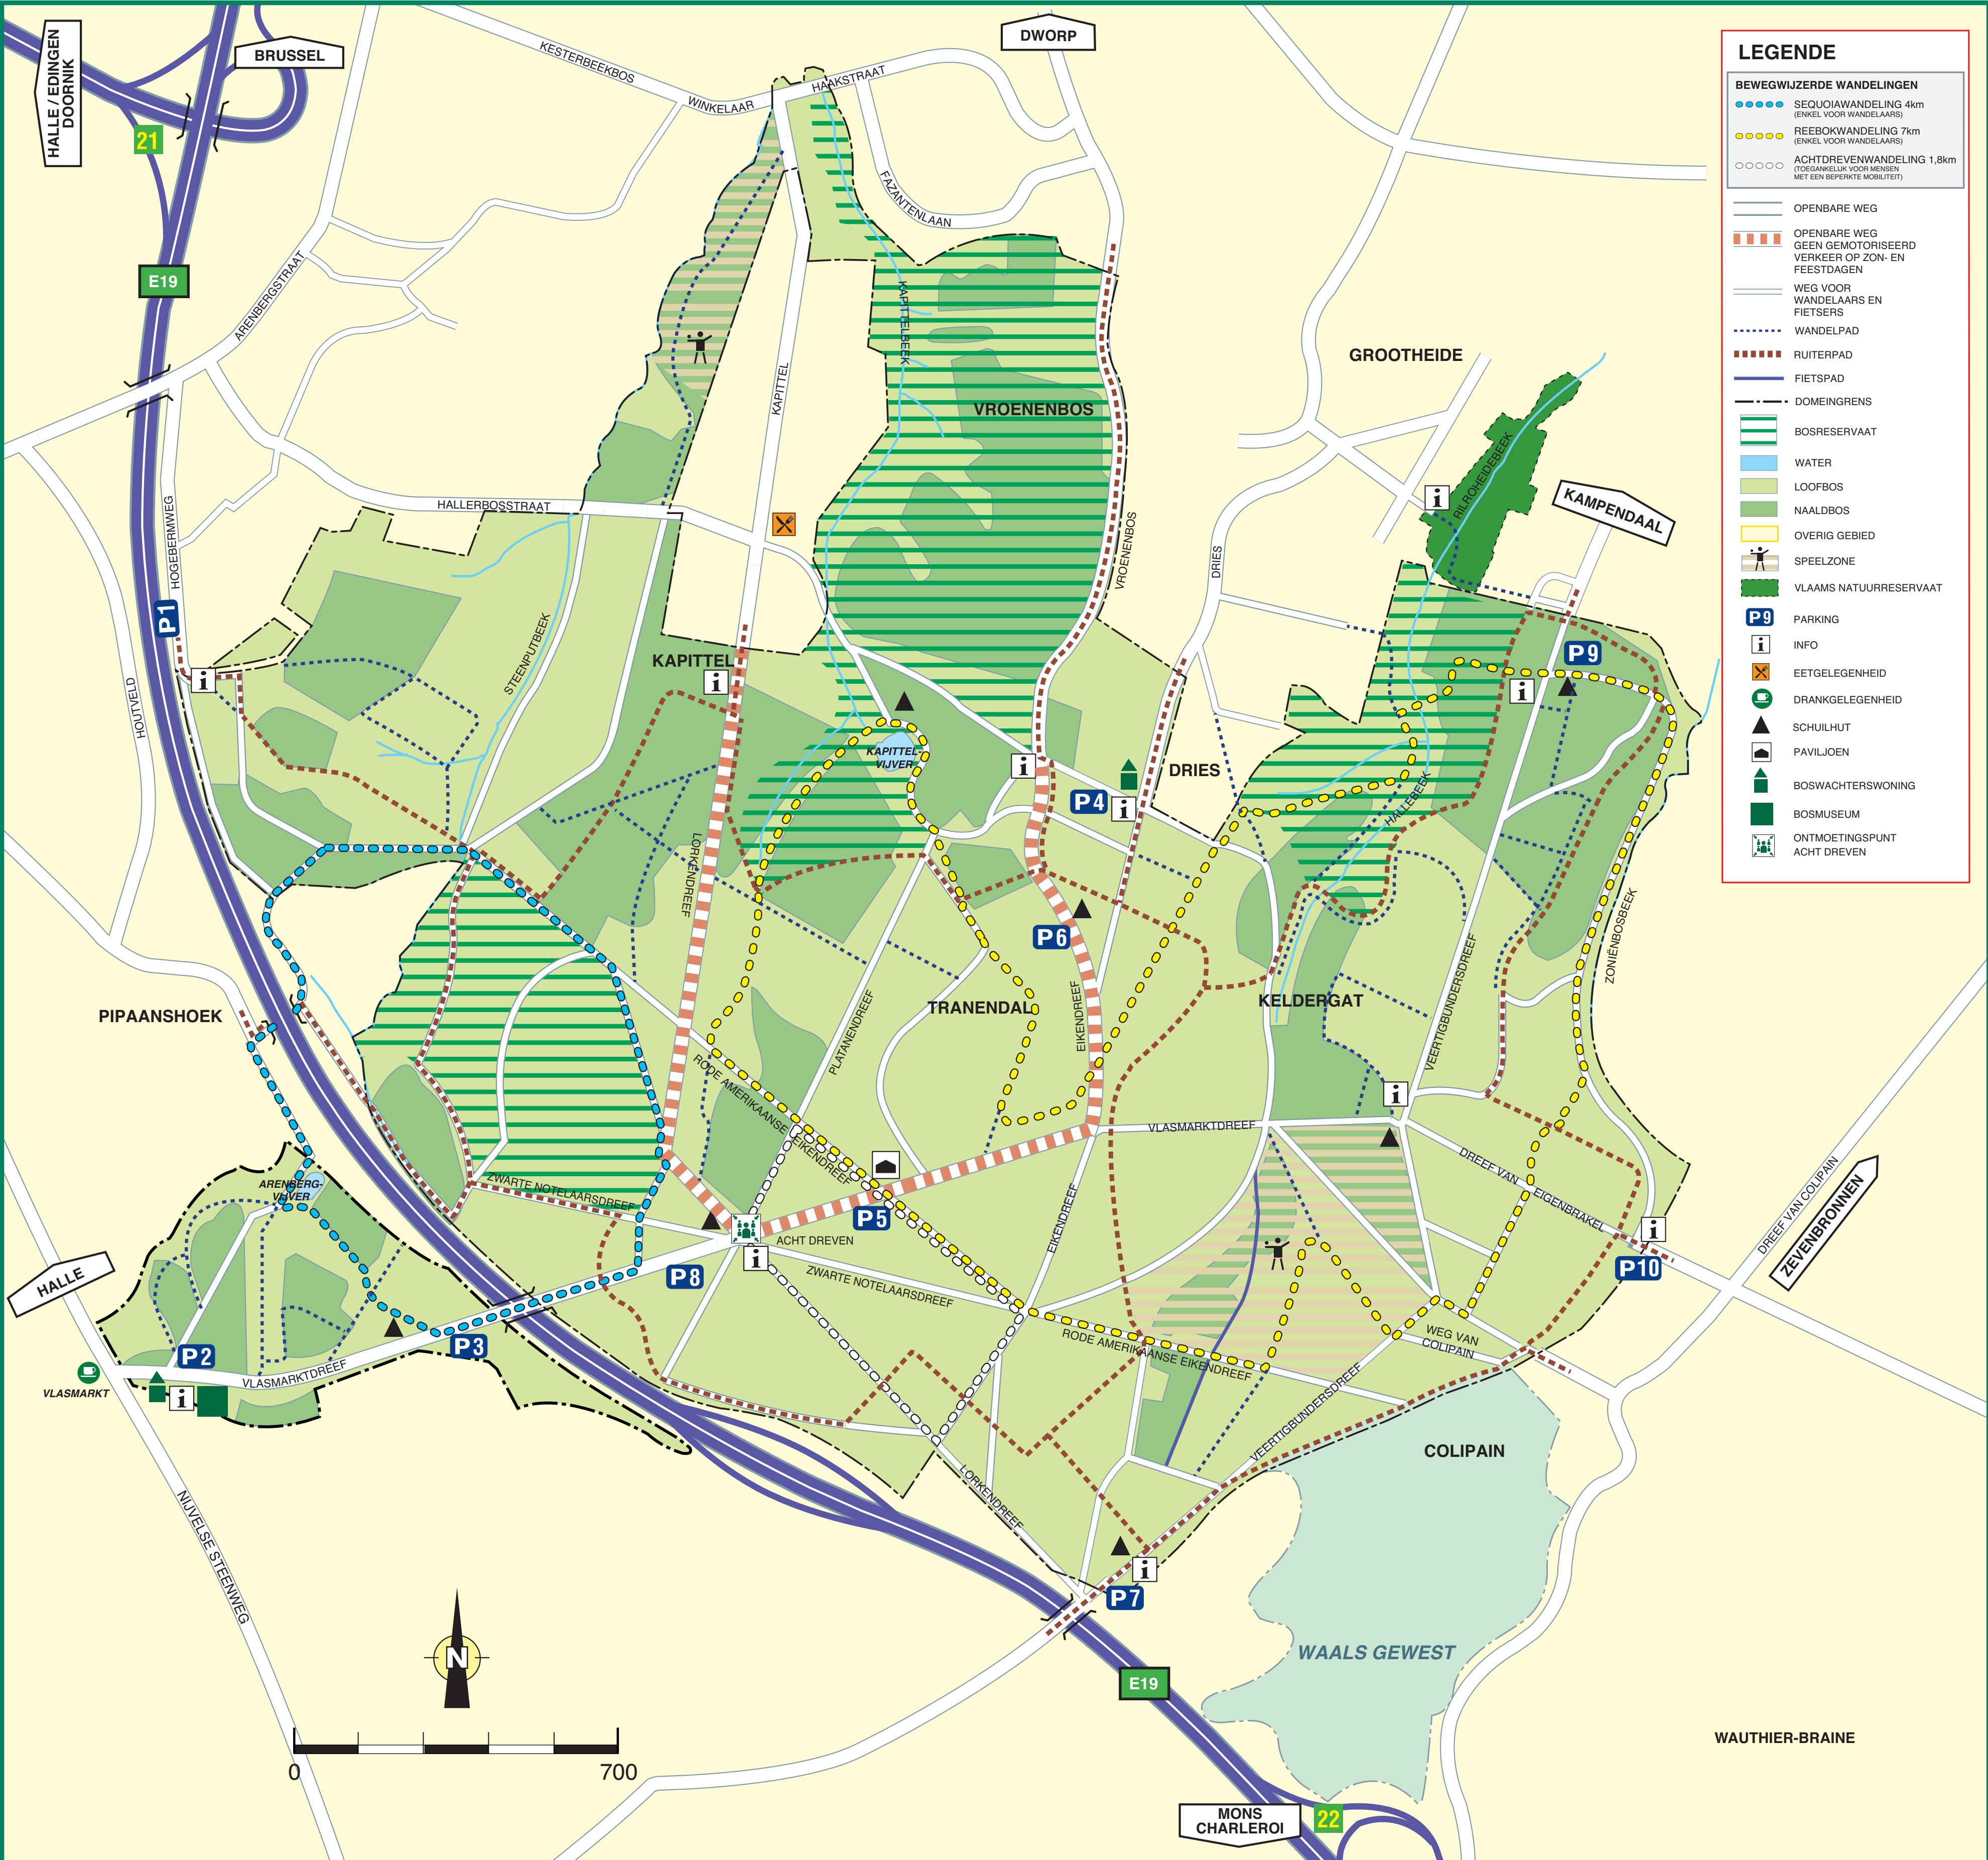 HALLE / EDINGEN
DOORNIK
BRUSSEL
21
E19
KESTERBEEKBOS
WINKELAAR
HAAKSTRAAT
DWORP
FAZANTENLAAN
ARENBERGSTRAAT
KAPITTELBEEK
KAPITTEL
VROENENBOS
VROENENBOS
GROOTHEIDE
RILROHEIDEBEEK
KAMPENDAAL
DRIES
HALLERBOSSTRAAT
HOGEBERMWEG
P1
HOUTVELD
STEENPUTBEEK
KAPITTEL
i
i
KAPITTEL-
VIJVER
i
P4
i
DRIES
i
P9
i
HALLEBEEK
ZONIËNBOSBEEK
LORKENDREEF
P6
TRANENDAL
KELDERGAT
PIPAANSHOEK
PLATANENDREEF
EIKENDREEF
VEERTIGBUNDERSDREEF
RODE AMERIKAANSE EIKENDREEF
VLASMARKTDREEF
i
DREEF VAN EIGENBRAKEL
DREEF VAN COLIPAIN
ZEVENBRONNEN
i
P10
ARENBERG-
VIJVER
ZWARTE NOTELAARSDREEF
P5
ACHT DREVEN
i
P8
ZWARTE NOTELAARSDREEF
EIKENDREEF
RODE AMERIKAANSE EIKENDREEF
WEG VAN
COLIPAIN
HALLE
P2
P3
VLASMARKTDREEF
VLASMARKT
i
VEERTIGBUNDERSDREEF
COLIPAIN
LORKENDREEF
NIJVELSE STEENWEG
i
P7
WAALS GEWEST
E19
N
0
700
WAUTHIER-BRAINE
MONS
CHARLEROI
22
LEGENDE
BEWEGWIJZERDE WANDELINGEN
SEQUOIAWANDELING 4km
(ENKEL VOOR WANDELAARS)
REEBOKWANDELING 7km
(ENKEL VOOR WANDELAARS)
ACHTDREVENWANDELING 1,8km
(TOEGANKELIJK VOOR MENSEN
MET EEN BEPERKTE MOBILITEIT)
OPENBARE WEG
OPENBARE WEG
GEEN GEMOTORISEERD
VERKEER OP ZON- EN
FEESTDAGEN
WEG VOOR
WANDELAARS EN
FIETSERS
WANDELPAD
RUITERPAD
FIETSPAD
DOMEINGRENS
BOSRESERVAAT
WATER
LOOFBOS
NAALDBOS
OVERIG GEBIED
SPEELZONE
VLAAMS NATUURRESERVAAT
P9 PARKING
i INFO
EETGELEGENHEID
DRANKGELEGENHEID
SCHUILHUT
PAVILJOEN
BOSWACHTERSWONING
BOSMUSEUM
ONTMOETINGSPUNT
ACHT DREVEN